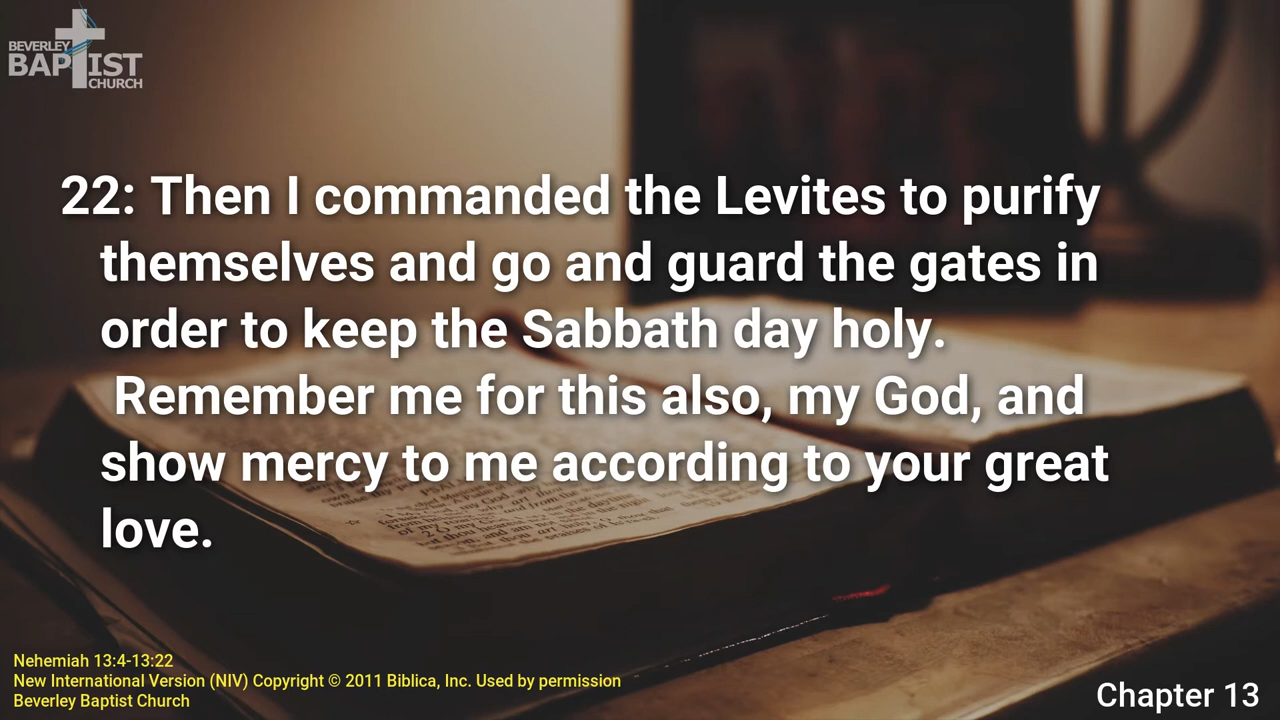 BEVERLEY
BAPTIST
CHURCH
22: Then I commanded the Levites to purify
themselves and go and guard the gates in
order to keep the Sabbath day holy.
Remember me for this also, my God, and
show mercy to me according to your great
love.
Nehemiah 13:4-13:22
New International Version (NIV) Copyright © 2011 Biblica, Inc. Used by permission
Beverley Baptist Church
Chapter 13